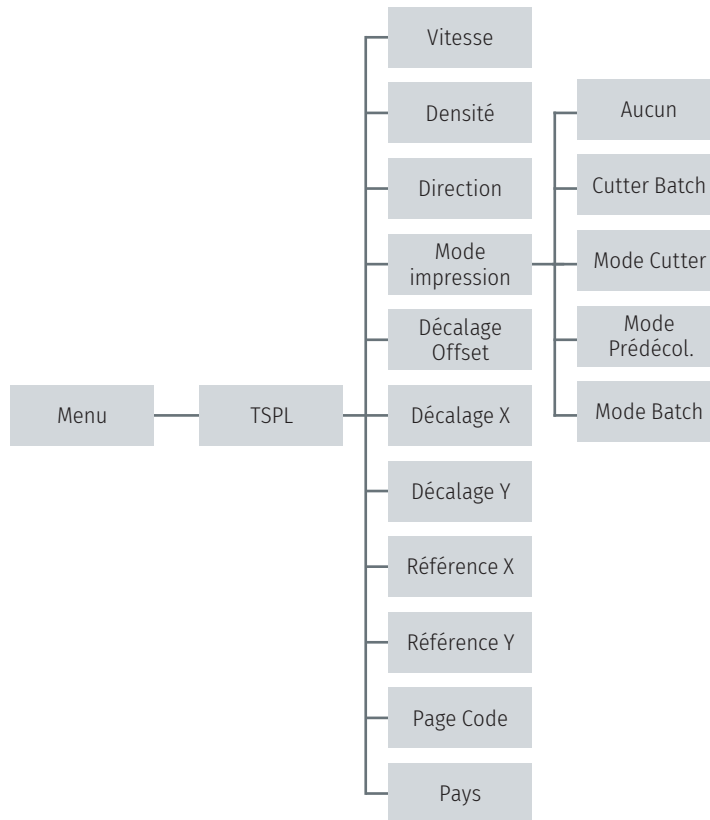 Menu
TSPL
Vitesse
Densité
Direction
Mode
impression
Décalage
Offset
Décalage X
Décalage Y
Référence X
Référence Y
Page Code
Pays
Aucun
Cutter Batch
Mode Cutter
Mode
Prédécol.
Mode Batch